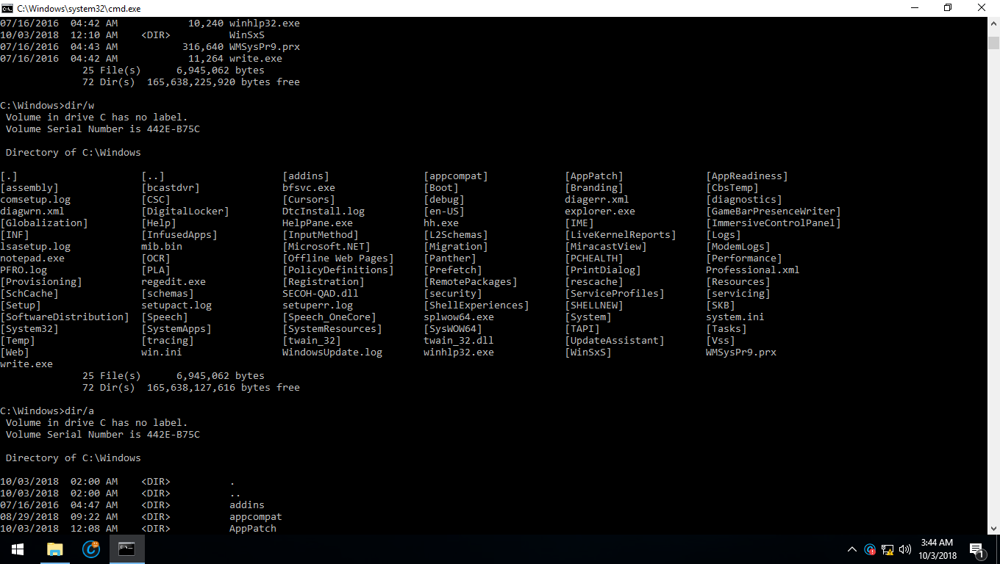 C:\Windows\system32\cmd.exe
07/16/2016  04:42 AM            10,240 winhlp32.exe
10/03/2018  12:10 AM    <DIR>          WinSxS
07/16/2016  04:43 AM           316,640 WMSysPr9.prx
07/16/2016  04:42 AM            11,264 write.exe
              25 File(s)      6,945,062 bytes
              72 Dir(s)  165,638,225,920 bytes free
C:\Windows>dir/w
 Volume in drive C has no label.
 Volume Serial Number is 442E-B75C
 Directory of C:\Windows
[.]                     [..]                    [addins]                [appcompat]             [AppPatch]              [AppReadiness]
[assembly]              [bcastdvr]              bfsvc.exe               [Boot]                  [Branding]              [CbsTemp]
comsetup.log            [CSC]                   [Cursors]               [debug]                 diagerr.xml             [diagnostics]
diagwrn.xml             [DigitalLocker]         DtcInstall.log          [en-US]                 explorer.exe            [GameBarPresenceWriter]
[Globalization]         [Help]                  HelpPane.exe            hh.exe                  [IME]                   [ImmersiveControlPanel]
[INF]                   [InfusedApps]           [InputMethod]           [L2Schemas]             [LiveKernelReports]     [Logs]
lsasetup.log            mib.bin                 [Microsoft.NET]         [Migration]             [MiracastView]          [ModemLogs]
notepad.exe             [OCR]                   [Offline Web Pages]     [Panther]               [PCHEALTH]              [Performance]
PFRO.log                [PLA]                   [PolicyDefinitions]     [Prefetch]              [PrintDialog]           Professional.xml
[Provisioning]          regedit.exe             [Registration]          [RemotePackages]        [rescache]              [Resources]
[SchCache]              [schemas]               SECOH-QAD.dll           [security]              [ServiceProfiles]       [servicing]
[Setup]                 setupact.log            setuperr.log            [ShellExperiences]      [SHELLNEW]              [SKB]
[SoftwareDistribution]  [Speech]                [Speech_OneCore]        splwow64.exe            [System]                system.ini
[System32]              [SystemApps]            [SystemResources]       [SysWOW64]              [TAPI]                  [Tasks]
[Temp]                  [tracing]               [twain_32]              twain_32.dll            [UpdateAssistant]       [Vss]
[Web]                   win.ini                 WindowsUpdate.log       winhlp32.exe            [WinSxS]                WMSysPr9.prx
write.exe
              25 File(s)      6,945,062 bytes
              72 Dir(s)  165,638,127,616 bytes free
C:\Windows>dir/a
 Volume in drive C has no label.
 Volume Serial Number is 442E-B75C
 Directory of C:\Windows
10/03/2018  02:00 AM    <DIR>          .
10/03/2018  02:00 AM    <DIR>          ..
07/16/2016  04:47 AM    <DIR>          addins
08/29/2018  09:22 AM    <DIR>          appcompat
10/03/2018  12:08 AM    <DIR>          AppPatch
3:44 AM
10/3/2018
1